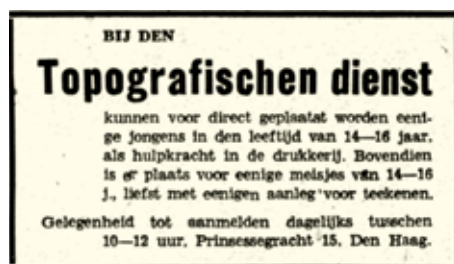 BIJ DEN
Topografischen dienst
kunnen voor direct geplaatst worden eeni-
ge jongens in den leeftijd van 14—16 jaar.
als hulpkracht in de drukkerij. Bovendien
is er plaats voor eenige meisjes van 14—16
j., liefst met eenigen aanleg voor teekenen.
Gelegenheid tot aanmelden dagelijks tusschen
10—12 uur, Prinsessegracht 15, Den Haag.